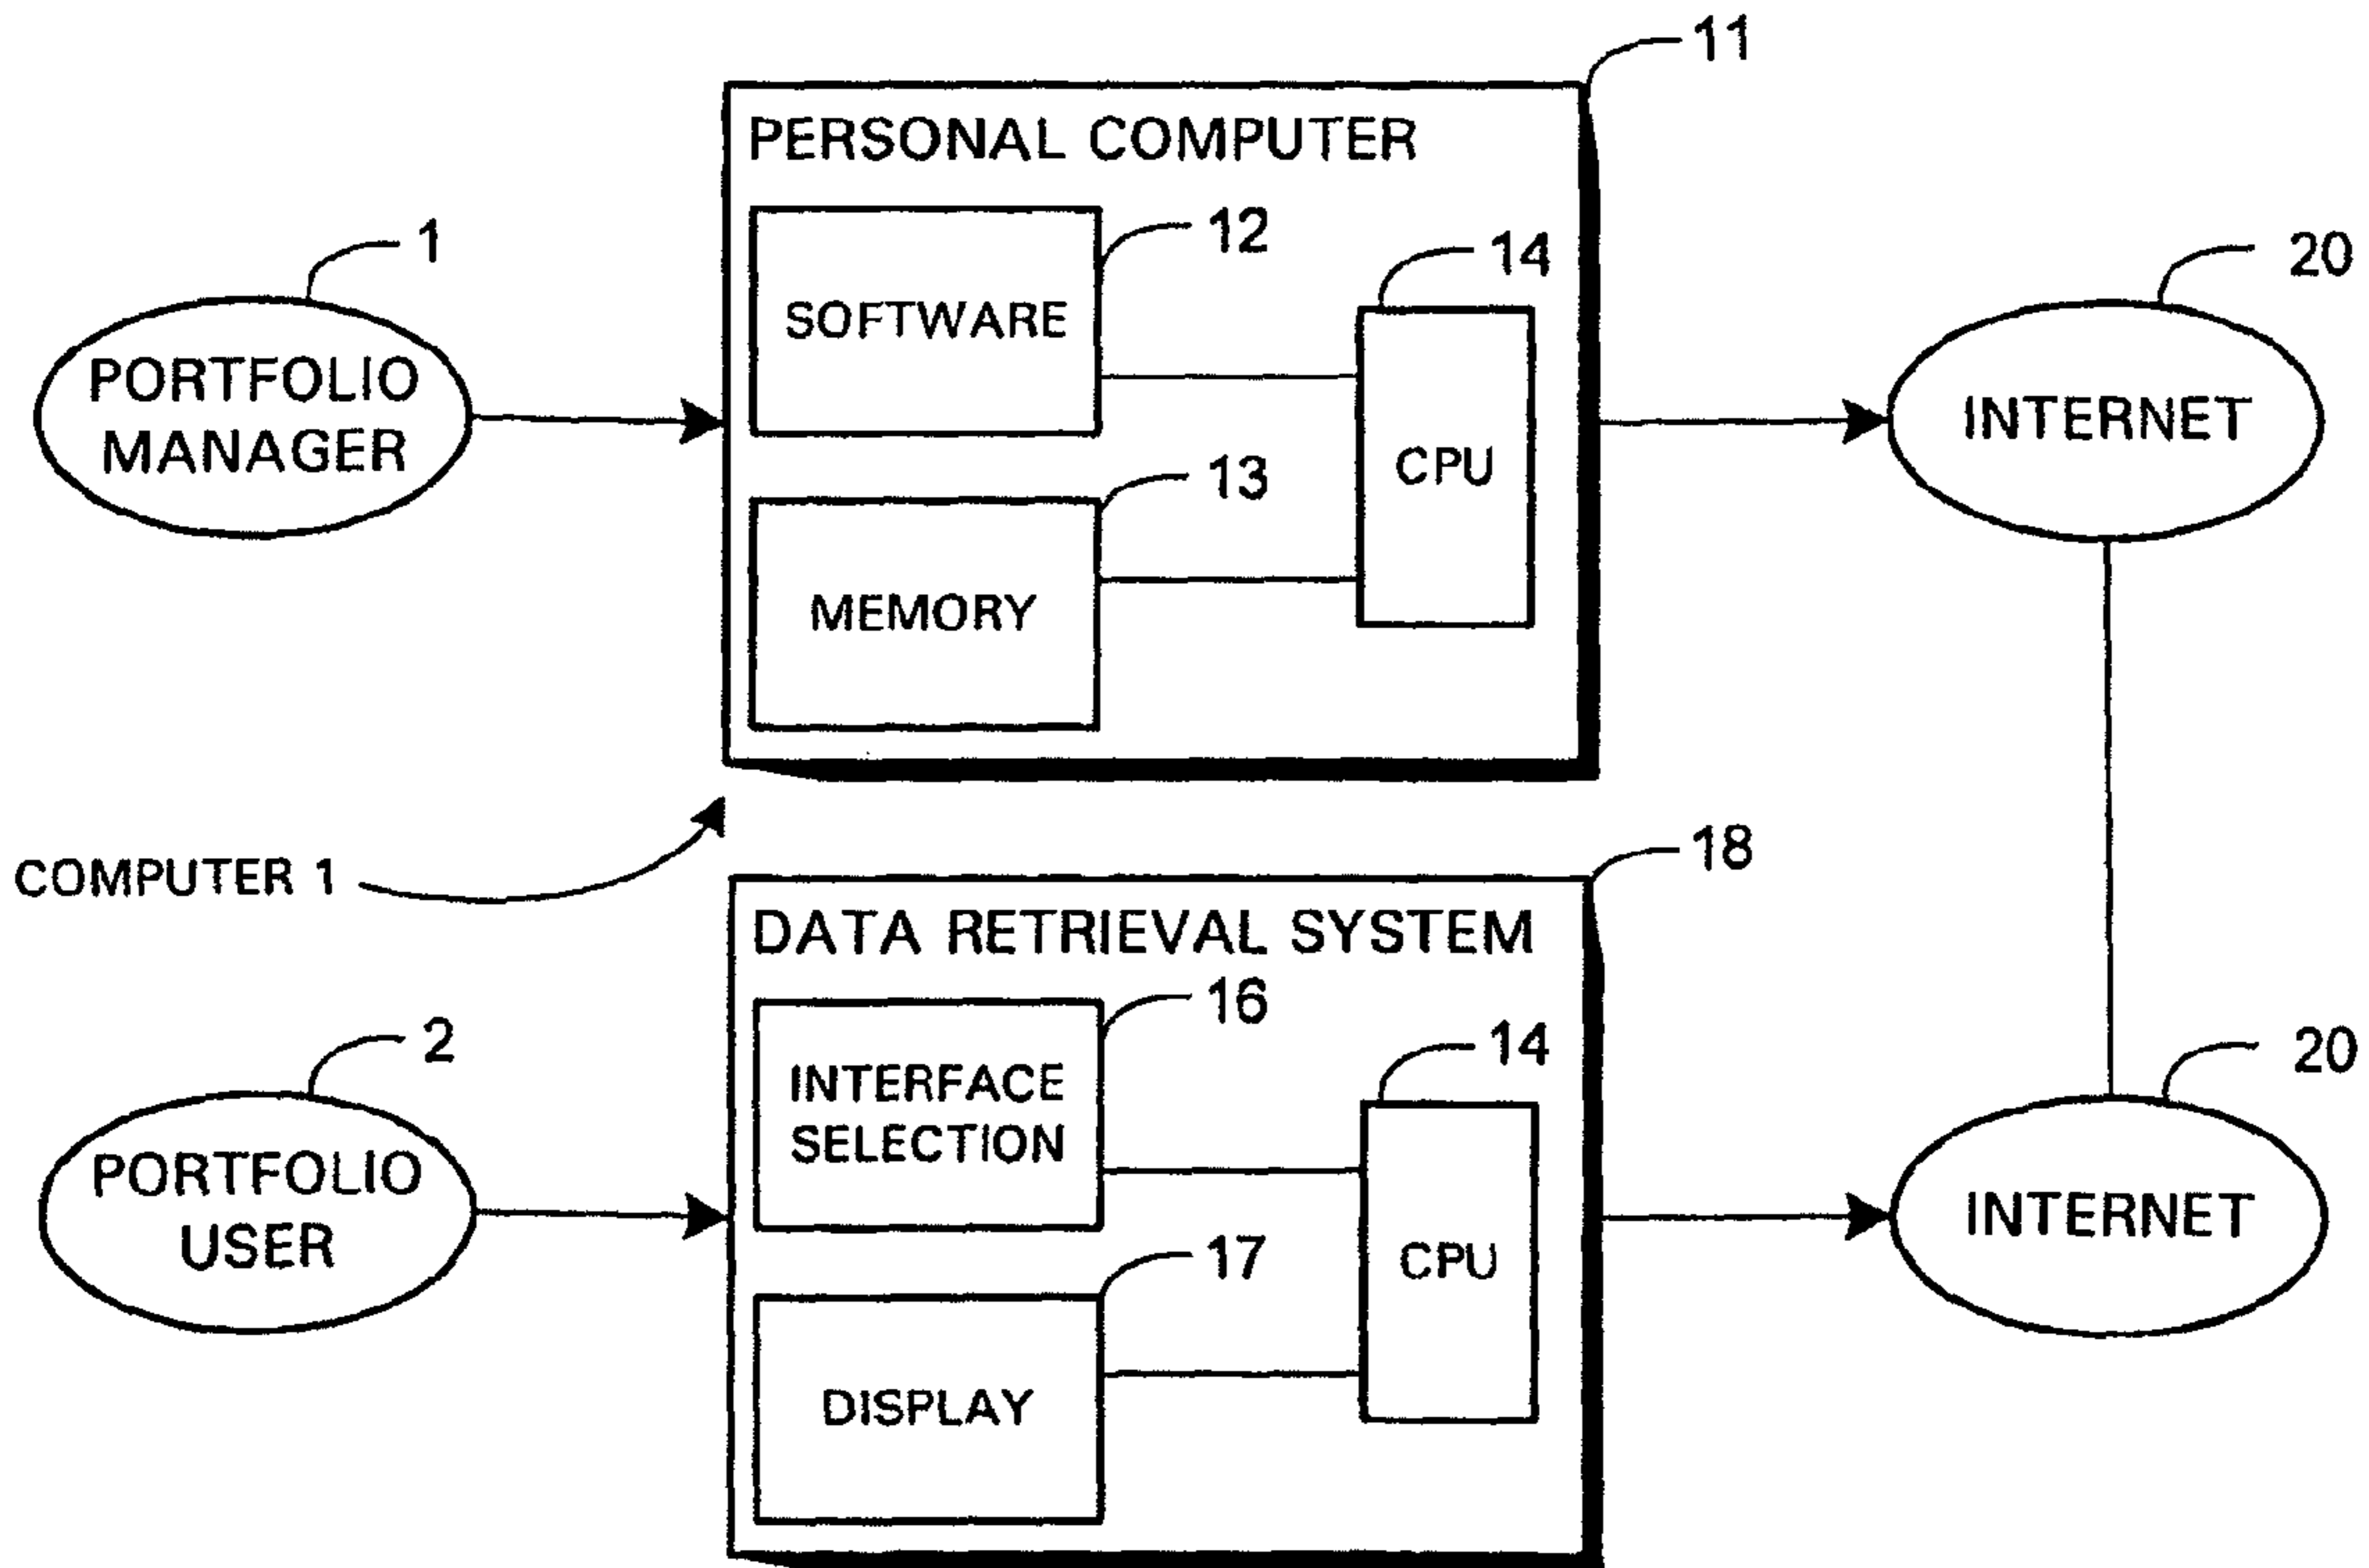 11
PERSONAL COMPUTER
1
12
14
20
SOFTWARE
PORTFOLIO
MANAGER
INTERNET
CPU
13
MEMORY
COMPUTER 1
18
DATA RETRIEVAL SYSTEM
2
16
14
20
INTERFACE
SELECTION
PORTFOLIO
USER
INTERNET
17
CPU
DISPLAY